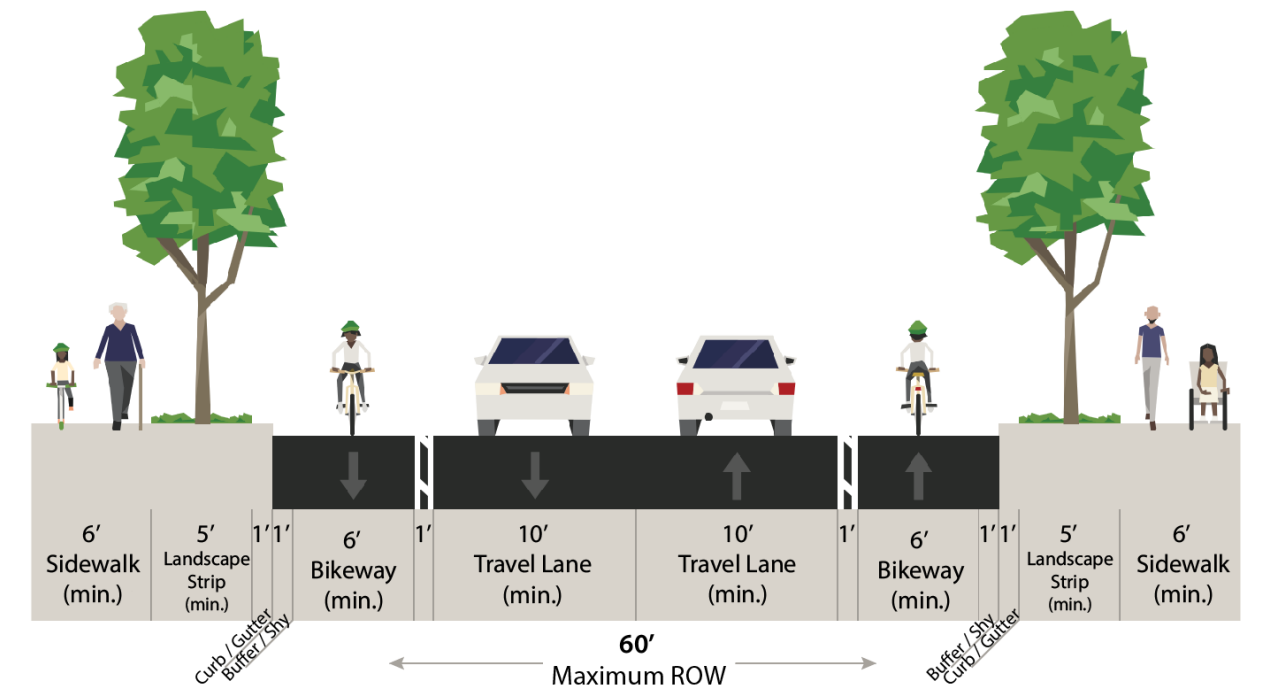 6’
Sidewalk
(min.)
5’
Landscape
Strip
(min.)
1’
Curb / Gutter
1’
Buffer / Shy
6’
Bikeway
(min.)
1’
10’
Travel Lane
(min.)
10’
Travel Lane
(min.)
1’
6’
Bikeway
(min.)
1’
Buffer / Shy
1’
Curb / Gutter
5’
Landscape
Strip
(min.)
6’
Sidewalk
(min.)
60’
Maximum ROW